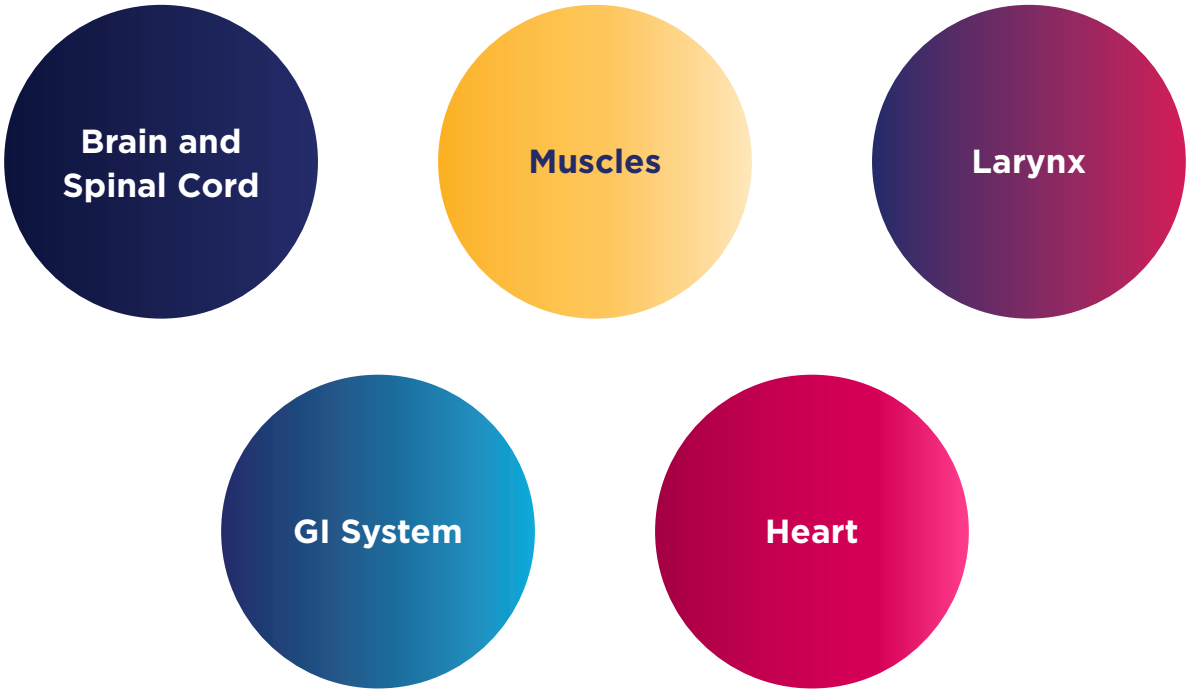 Brain and
Spinal Cord
Muscles
Larynx
GI System
Heart